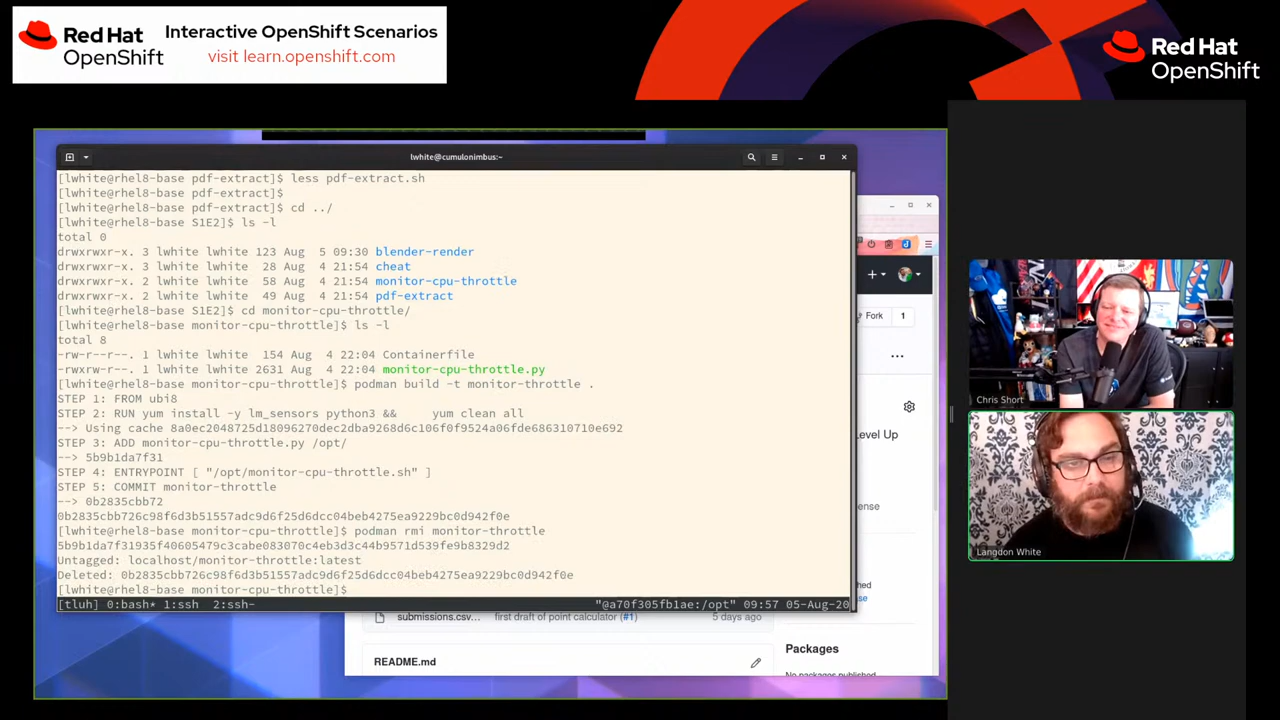 Red Hat
OpenShift
Interactive OpenShift Scenarios
visit learn.openshift.com
Red Hat
OpenShift
lwhite@cumulonimbus:~
[lwhite@rhel8-base pdf-extract]$ less pdf-extract.sh
[lwhite@rhel8-base pdf-extract]$
[lwhite@rhel8-base pdf-extract]$ cd ../
[lwhite@rhel8-base S1E2]$ ls -l
total 0
drwxrwxr-x. 3 lwhite lwhite 123 Aug  5 09:30 blender-render
drwxrwxr-x. 3 lwhite lwhite  28 Aug  4 21:54 cheat
drwxrwxr-x. 2 lwhite lwhite  58 Aug  4 21:54 monitor-cpu-throttle
drwxrwxr-x. 2 lwhite lwhite  49 Aug  4 21:54 pdf-extract
[lwhite@rhel8-base S1E2]$ cd monitor-cpu-throttle/
[lwhite@rhel8-base monitor-cpu-throttle]$ ls -l
total 8
-rw-r--r--. 1 lwhite lwhite  154 Aug  4 22:04 Containerfile
-rwxrw-r--. 1 lwhite lwhite 2631 Aug  4 22:04 monitor-cpu-throttle.py
[lwhite@rhel8-base monitor-cpu-throttle]$ podman build -t monitor-throttle .
STEP 1: FROM ubi8
STEP 2: RUN yum install -y lm_sensors python3 &&     yum clean all
--> Using cache 8a0ec2048725d13d96270dec2dba9268d6c106f0f9524a06fde686310710e692
STEP 3: ADD monitor-cpu-throttle.py /opt/
--> 5b9b1da7f31
STEP 4: ENTRYPOINT [ "/opt/monitor-cpu-throttle.sh" ]
STEP 5: COMMIT monitor-throttle
--> 0b2835cbb72
0b2835cbb726c98f6d3b51557adc9d6f25d6dcc04beb4275ea9229bc0d942f0e
[lwhite@rhel8-base monitor-cpu-throttle]$ podman rmi monitor-throttle
5b9b1da7f31935f40605479c3cabe083070c4eb3d3c44b9571d539fe9b8329d2
Untagged: localhost/monitor-throttle:latest
Deleted: 0b2835cbb726c98f6d3b51557adc9d6f25d6dcc04beb4275ea9229bc0d942f0e
[lwhite@rhel8-base monitor-cpu-throttle]$
[tluh] 0:bash* 1:ssh  2:ssh- "@a70f305fb1ae:/opt" 09:57 05-Aug-20
Fork 1
Level Up
ense
submissions.csv... first draft of point calculator (#1) 5 days ago
README.md
Packages
No packages published
Chris Short
Langdon White